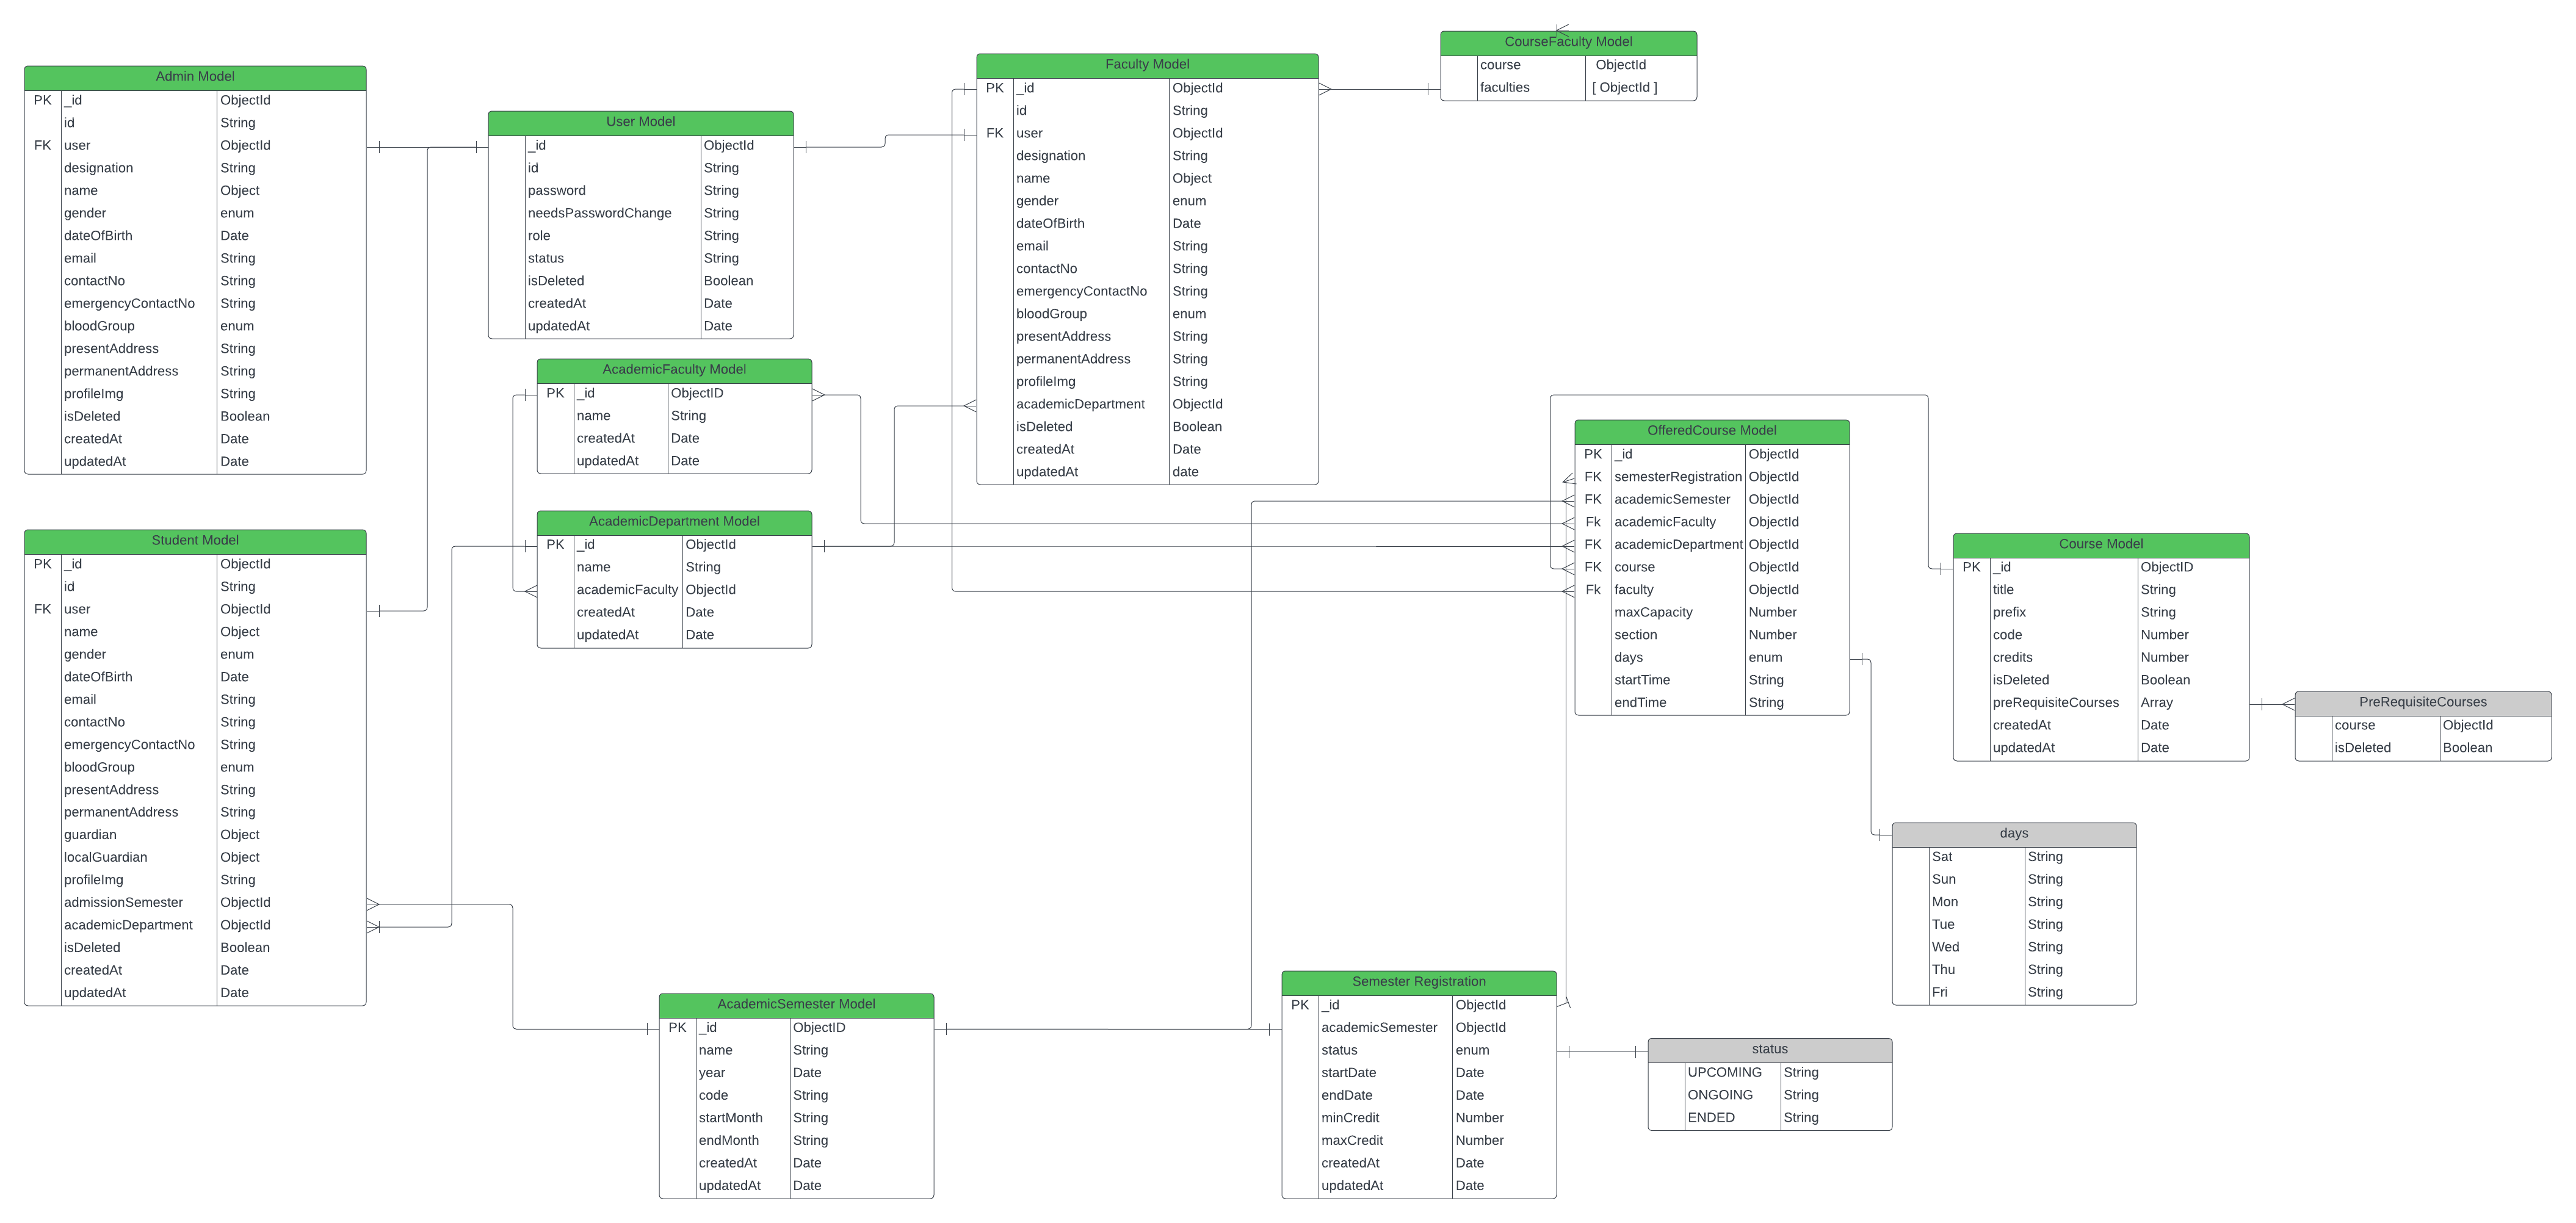 Admin Model
PK _id ObjectId
id String
FK user ObjectId
designation String
name Object
gender enum
dateOfBirth Date
email String
contactNo String
emergencyContactNo String
bloodGroup enum
presentAddress String
permanentAddress String
profileImg String
isDeleted Boolean
createdAt Date
updatedAt Date
User Model
_id ObjectId
id String
password String
needsPasswordChange String
role String
status String
isDeleted Boolean
createdAt Date
updatedAt Date
Faculty Model
PK _id ObjectId
id String
FK user ObjectId
designation String
name Object
gender enum
dateOfBirth Date
email String
contactNo String
emergencyContactNo String
bloodGroup enum
presentAddress String
permanentAddress String
profileImg String
academicDepartment ObjectId
isDeleted Boolean
createdAt Date
updatedAt date
CourseFaculty Model
course ObjectId
faculties [ ObjectId ]
AcademicFaculty Model
PK _id ObjectID
name String
createdAt Date
updatedAt Date
AcademicDepartment Model
PK _id ObjectId
name String
academicFaculty ObjectId
createdAt Date
updatedAt Date
OfferedCourse Model
PK _id ObjectId
FK semesterRegistration ObjectId
FK academicSemester ObjectId
Fk academicFaculty ObjectId
FK academicDepartment ObjectId
FK course ObjectId
Fk faculty ObjectId
maxCapacity Number
section Number
days enum
startTime String
endTime String
Course Model
PK _id ObjectID
title String
prefix String
code Number
credits Number
isDeleted Boolean
preRequisiteCourses Array
createdAt Date
updatedAt Date
PreRequisiteCourses
course ObjectId
isDeleted Boolean
Student Model
PK _id ObjectId
id String
FK user ObjectId
name Object
gender enum
dateOfBirth Date
email String
contactNo String
emergencyContactNo String
bloodGroup enum
presentAddress String
permanentAddress String
guardian Object
localGuardian Object
profileImg String
admissionSemester ObjectId
academicDepartment ObjectId
isDeleted Boolean
createdAt Date
updatedAt Date
days
Sat String
Sun String
Mon String
Tue String
Wed String
Thu String
Fri String
AcademicSemester Model
PK _id ObjectID
name String
year Date
code String
startMonth String
endMonth String
createdAt Date
updatedAt Date
Semester Registration
PK _id ObjectId
academicSemester ObjectId
status enum
startDate Date
endDate Date
minCredit Number
maxCredit Number
createdAt Date
updatedAt Date
status
UPCOMING String
ONGOING String
ENDED String